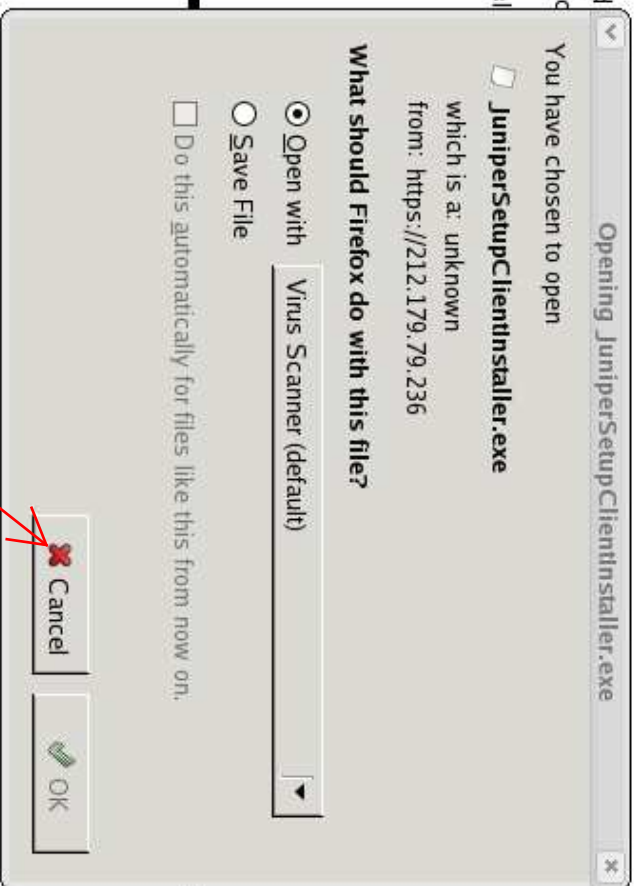 Opening JuniperSetupClientInstaller.exe
You have chosen to open
JuniperSetupClientInstaller.exe
which is a: unknown
from: https://212.179.79.236
What should Firefox do with this file?
Open with Virus Scanner (default)
Save File
Do this automatically for files like this from now on.
Cancel OK